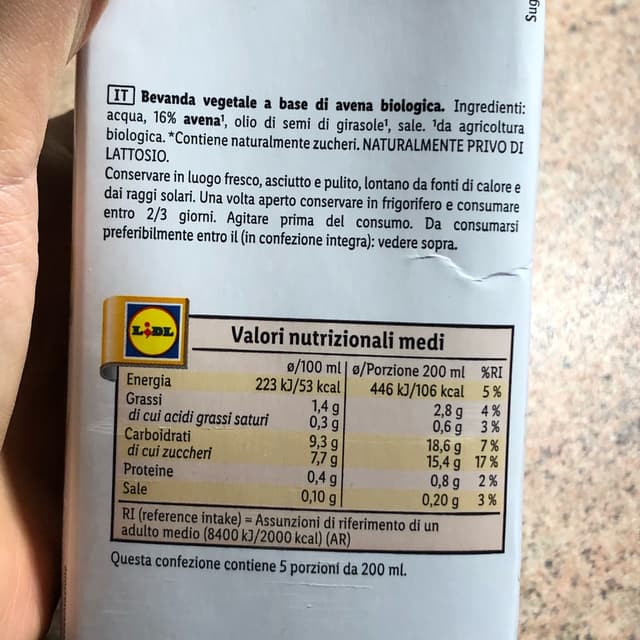 Sug
IT Bevanda vegetale a base di avena biologica. Ingredienti:
acqua, 16% avena¹, olio di semi di girasole¹, sale. ¹da agricoltura
biologica. *Contiene naturalmente zuccheri. NATURALMENTE PRIVO DI
LATTOSIO.
Conservare in luogo fresco, asciutto e pulito, lontano da fonti di calore e
dai raggi solari. Una volta aperto conservare in frigorifero e consumare
entro 2/3 giorni. Agitare prima del consumo. Da consumarsi
preferibilmente entro il (in confezione integra): vedere sopra.
LIDL
Valori nutrizionali medi
ø/100 ml ø/Porzione 200 ml %RI
Energia 223 kJ/53 kcal 446 kJ/106 kcal 5 %
Grassi 1,4 g 2,8 g 4 %
di cui acidi grassi saturi 0,3 g 0,6 g 3 %
Carboidrati 9,3 g 18,6 g 7 %
di cui zuccheri 7,7 g 15,4 g 17 %
Proteine 0,4 g 0,8 g 2 %
Sale 0,10 g 0,20 g 3 %
RI (reference intake) = Assunzioni di riferimento di un
adulto medio (8400 kJ/2000 kcal) (AR)
Questa confezione contiene 5 porzioni da 200 ml.